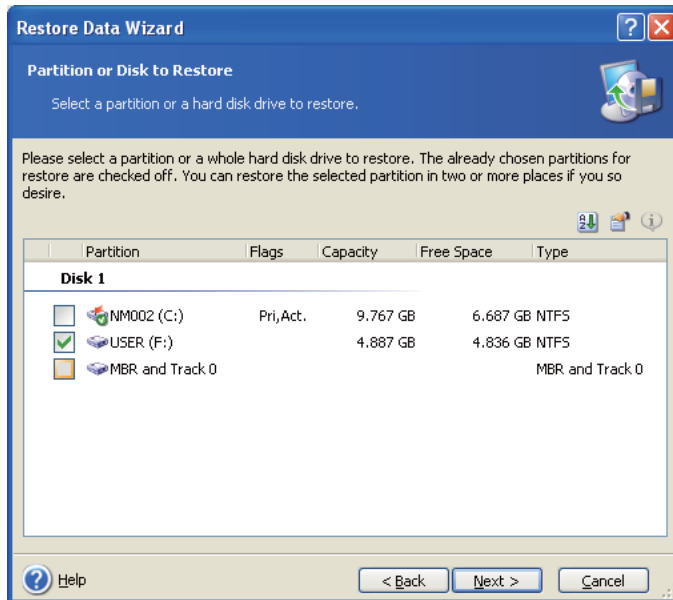 Restore Data Wizard
Partition or Disk to Restore
Select a partition or a hard disk drive to restore.
Please select a partition or a whole hard disk drive to restore. The already chosen partitions for
restore are checked off. You can restore the selected partition in two or more places if you so
desire.
Partition Flags Capacity Free Space Type
Disk 1
NM002 (C:) Pri,Act. 9.767 GB 6.687 GB NTFS
USER (F:) 4.887 GB 4.836 GB NTFS
MBR and Track 0 MBR and Track 0
Help < Back Next > Cancel